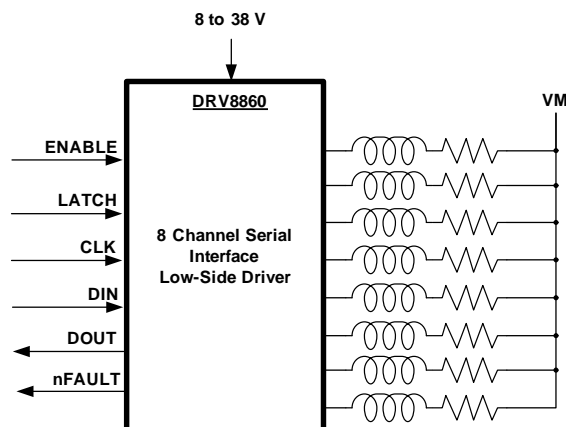 8 to 38 V
DRV8860
VM
ENABLE
LATCH
CLK
DIN
DOUT
nFAULT
8 Channel Serial
Interface
Low-Side Driver